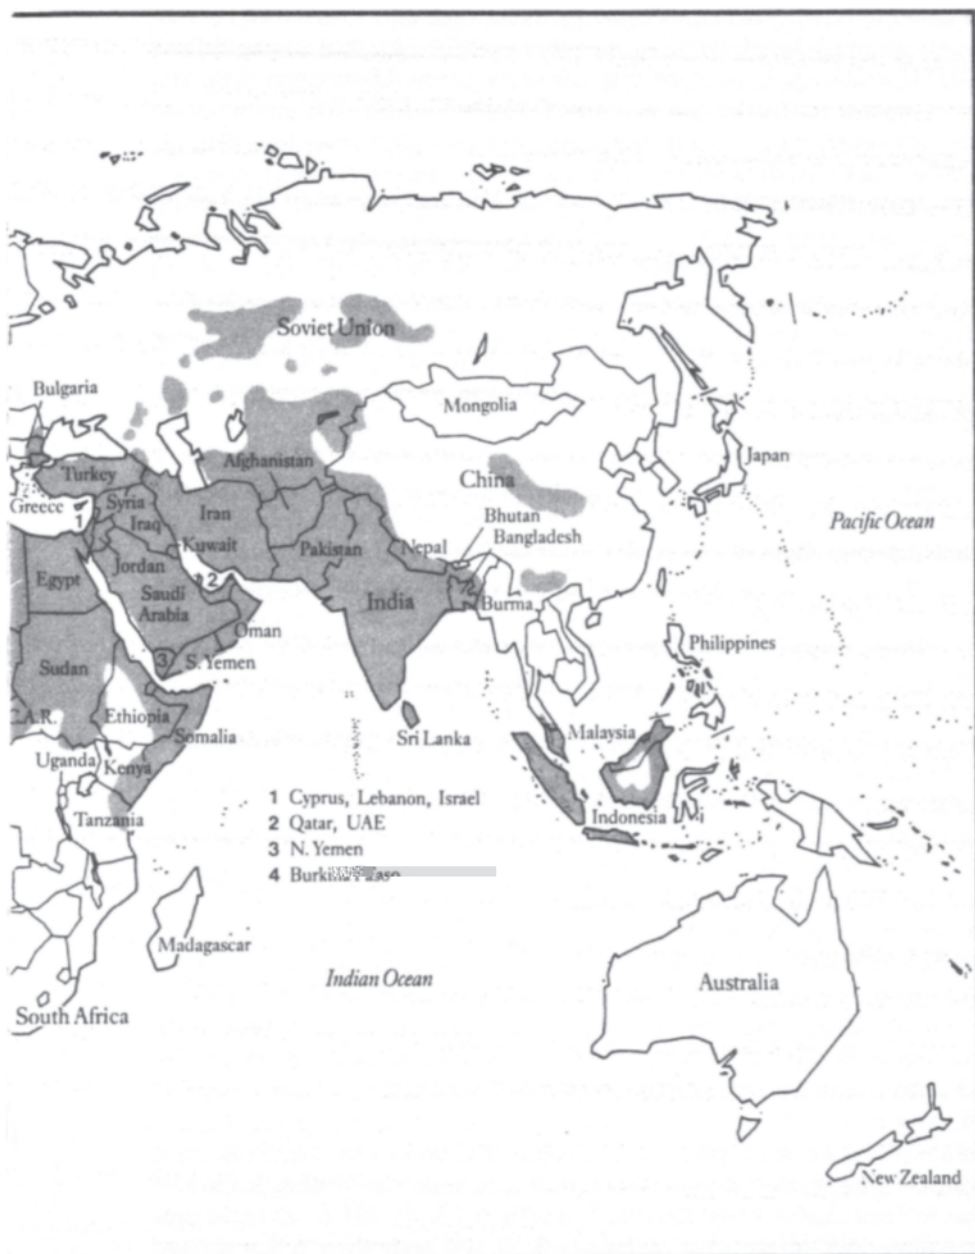 Soviet Union
Bulgaria
Mongolia
Turkey
Afghanistan
Japan
Greece
1
Syria
China
Iraq
Iran
Bhutan
Pacific Ocean
Kuwait
Pakistan
Nepal
Bangladesh
Jordan
Egypt
2
Saudi
Arabia
India
Burma
Oman
3
S. Yemen
Philippines
Sudan
C.A.R.
Ethiopia
Somalia
Sri Lanka
Malaysia
Uganda
Kenya
Tanzania
Indonesia
1 Cyprus, Lebanon, Israel
2 Qatar, UAE
3 N. Yemen
4
Madagascar
Indian Ocean
Australia
South Africa
New Zealand